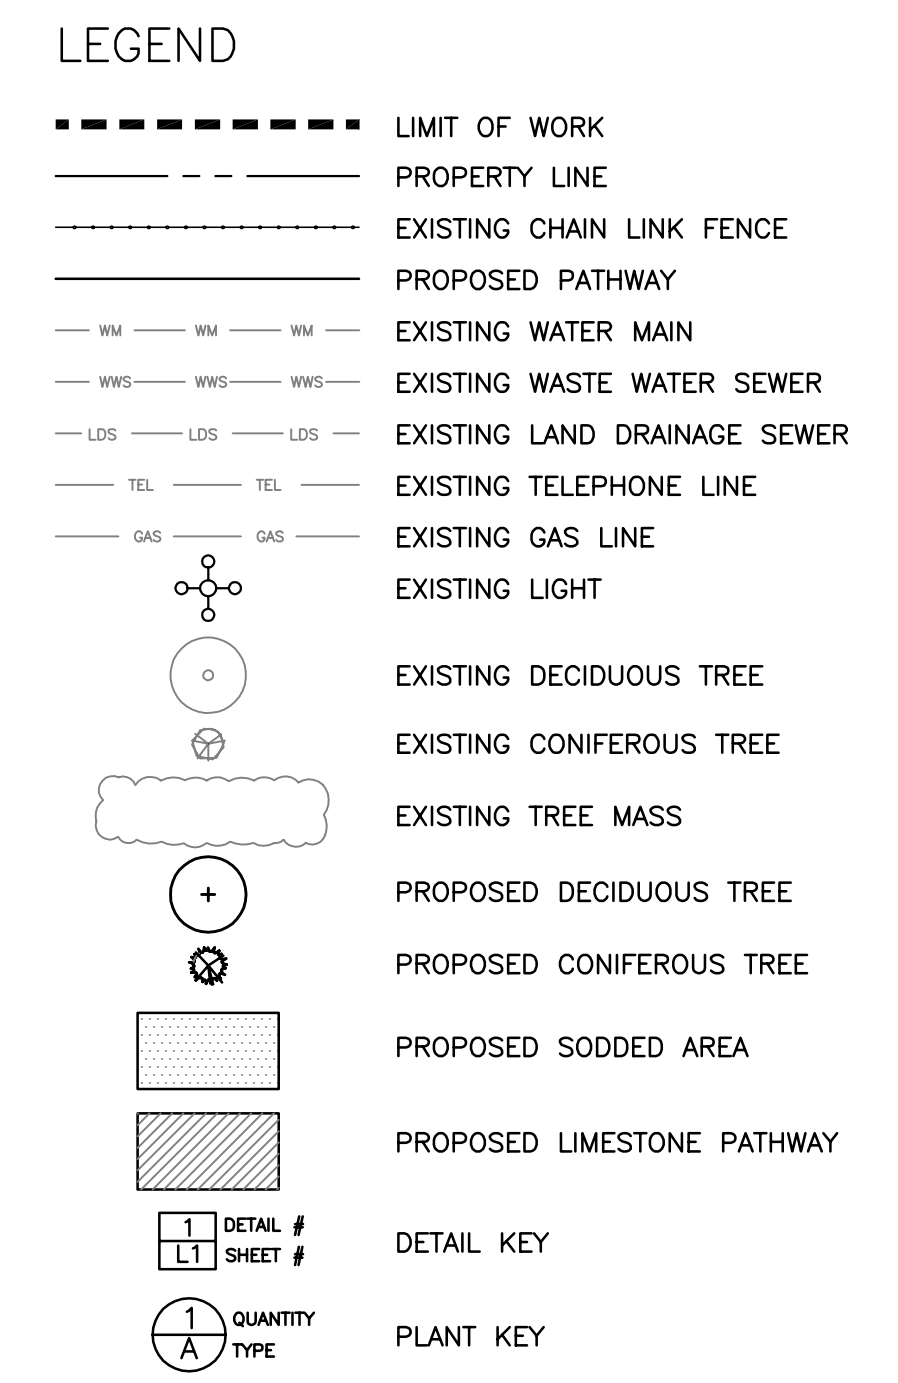 LEGEND
LIMIT OF WORK
PROPERTY LINE
EXISTING CHAIN LINK FENCE
PROPOSED PATHWAY
WM WM WM EXISTING WATER MAIN
WWS WWS WWS EXISTING WASTE WATER SEWER
LDS LDS LDS EXISTING LAND DRAINAGE SEWER
TEL TEL EXISTING TELEPHONE LINE
GAS GAS EXISTING GAS LINE
EXISTING LIGHT
EXISTING DECIDUOUS TREE
EXISTING CONIFEROUS TREE
EXISTING TREE MASS
PROPOSED DECIDUOUS TREE
PROPOSED CONIFEROUS TREE
PROPOSED SODDED AREA
PROPOSED LIMESTONE PATHWAY
1 DETAIL #
L1 SHEET #
DETAIL KEY
1 QUANTITY
A TYPE
PLANT KEY